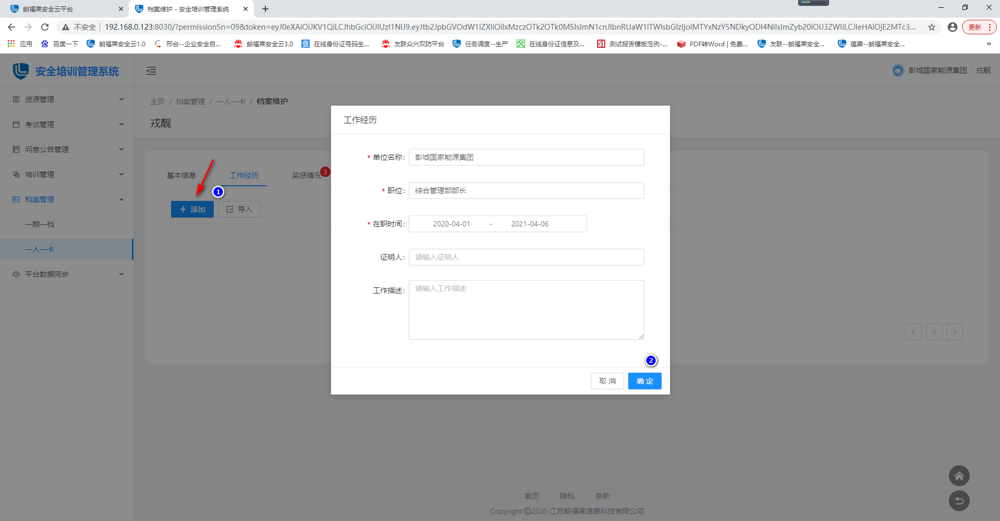 朗福莱安全云平台
档案维护 - 安全培训管理系统
不安全
192.168.0.123:8030/?permissionSn=09&token=eyJ0eXAiOiJKV1QiLCJhbGciOiJIUzI1NiJ9.eyJtb2JpbGVOdW1iZXIiOiIxMzczOTk2OTk0MSIsImN1cnJlbnRUaW1lTWlsbGlzIjoiMTYxNzY5NDkyODI4NiIsImZyb20iOiJ3ZWIiLCJleHAiOjE2MTc3...
更新
应用
百度一下
朗福莱安全云1.0
邢台--企业安全自...
朗福莱安全云3.0
查
在线身份证号码生...
友联众兴双防平台
任务调度--生产
在线身份证信息及...
51
测试报告模板范例-...
PDF转Word | 免费...
友联--朗福莱安全...
蕴鼎--朗福莱安全...
»
安全培训管理系统
彭城国家能源集团
戎靓
资源管理
考试管理
问卷公告管理
培训管理
档案管理
一期一档
一人一卡
平台数据同步
主页 / 档案管理 / 一人一卡 / 档案维护
戎靓
基本信息
工作经历
奖惩情况
3
1
+ 添加
导入
工作经历
* 单位名称:
彭城国家能源集团
* 职位:
综合管理部部长
* 在职时间:
2020-04-01 ~ 2021-04-06
证明人:
请输入证明人
工作描述:
请输入工作描述
2
取 消
确 定
< 0 >
首页
隐私
条款
Copyright ©2020 江苏朗福莱信息科技有限公司